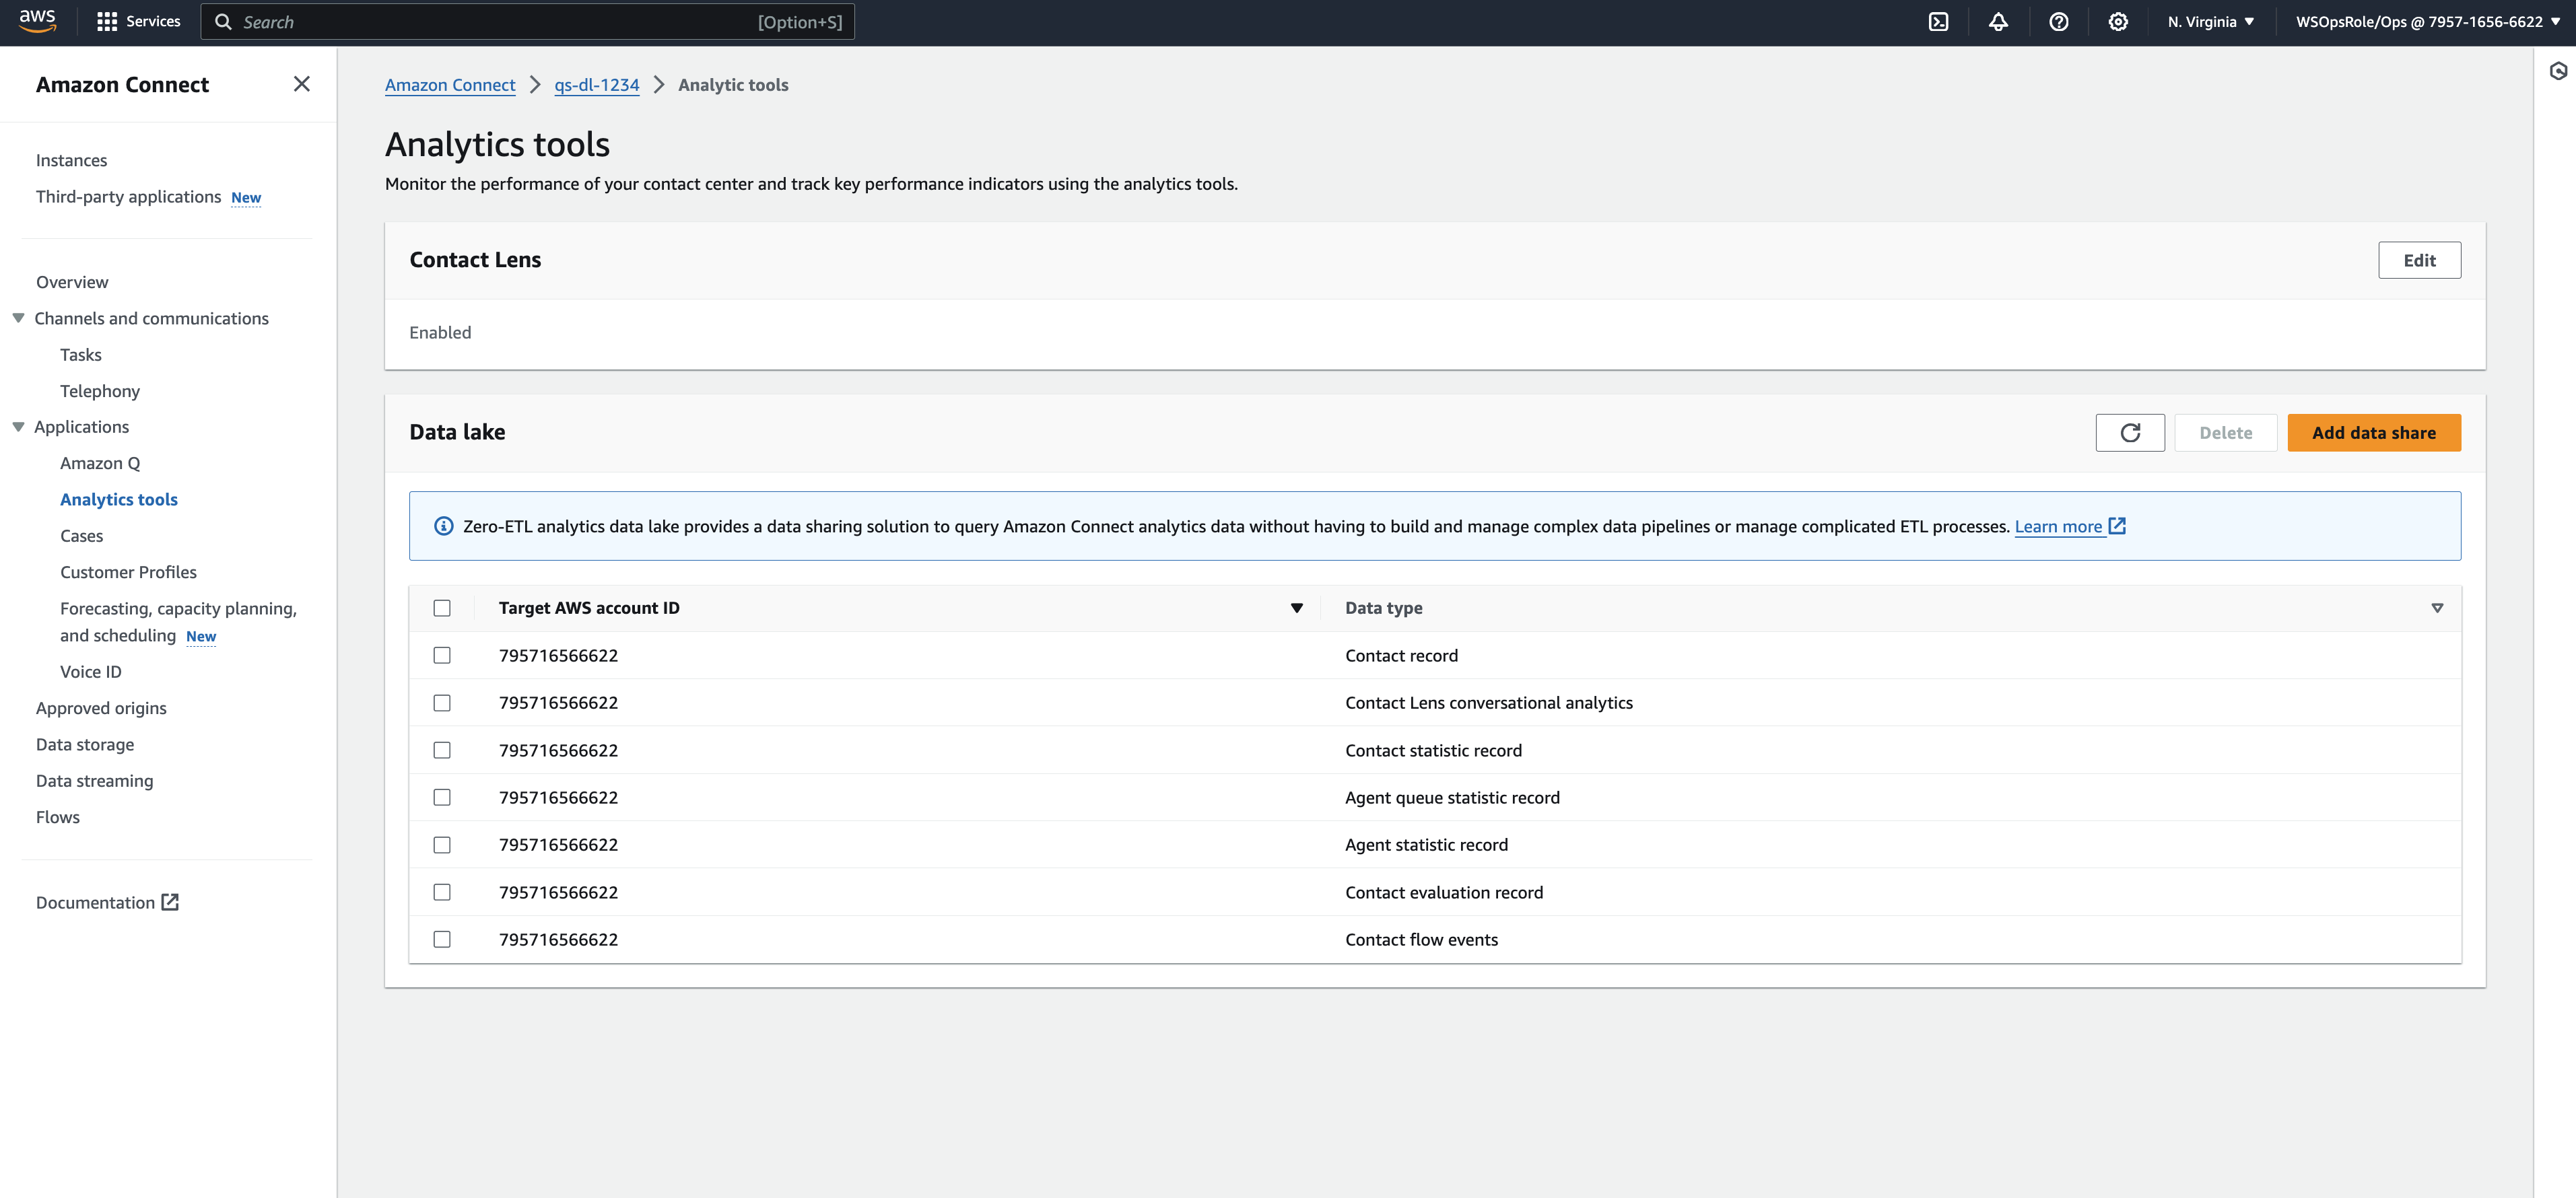 aws
Services
Search
[Option+S]
N. Virginia
WSOpsRole/Ops @ 7957-1656-6622
Amazon Connect
Instances
Third-party applications New
Overview
Channels and communications
Tasks
Telephony
Applications
Amazon Q
Analytics tools
Cases
Customer Profiles
Forecasting, capacity planning,
and scheduling New
Voice ID
Approved origins
Data storage
Data streaming
Flows
Documentation
Amazon Connect
qs-dl-1234
Analytic tools
Analytics tools
Monitor the performance of your contact center and track key performance indicators using the analytics tools.
Contact Lens
Edit
Enabled
Data lake
Delete
Add data share
Zero-ETL analytics data lake provides a data sharing solution to query Amazon Connect analytics data without having to build and manage complex data pipelines or manage complicated ETL processes. Learn more
Target AWS account ID
Data type
795716566622 Contact record
795716566622 Contact Lens conversational analytics
795716566622 Contact statistic record
795716566622 Agent queue statistic record
795716566622 Agent statistic record
795716566622 Contact evaluation record
795716566622 Contact flow events